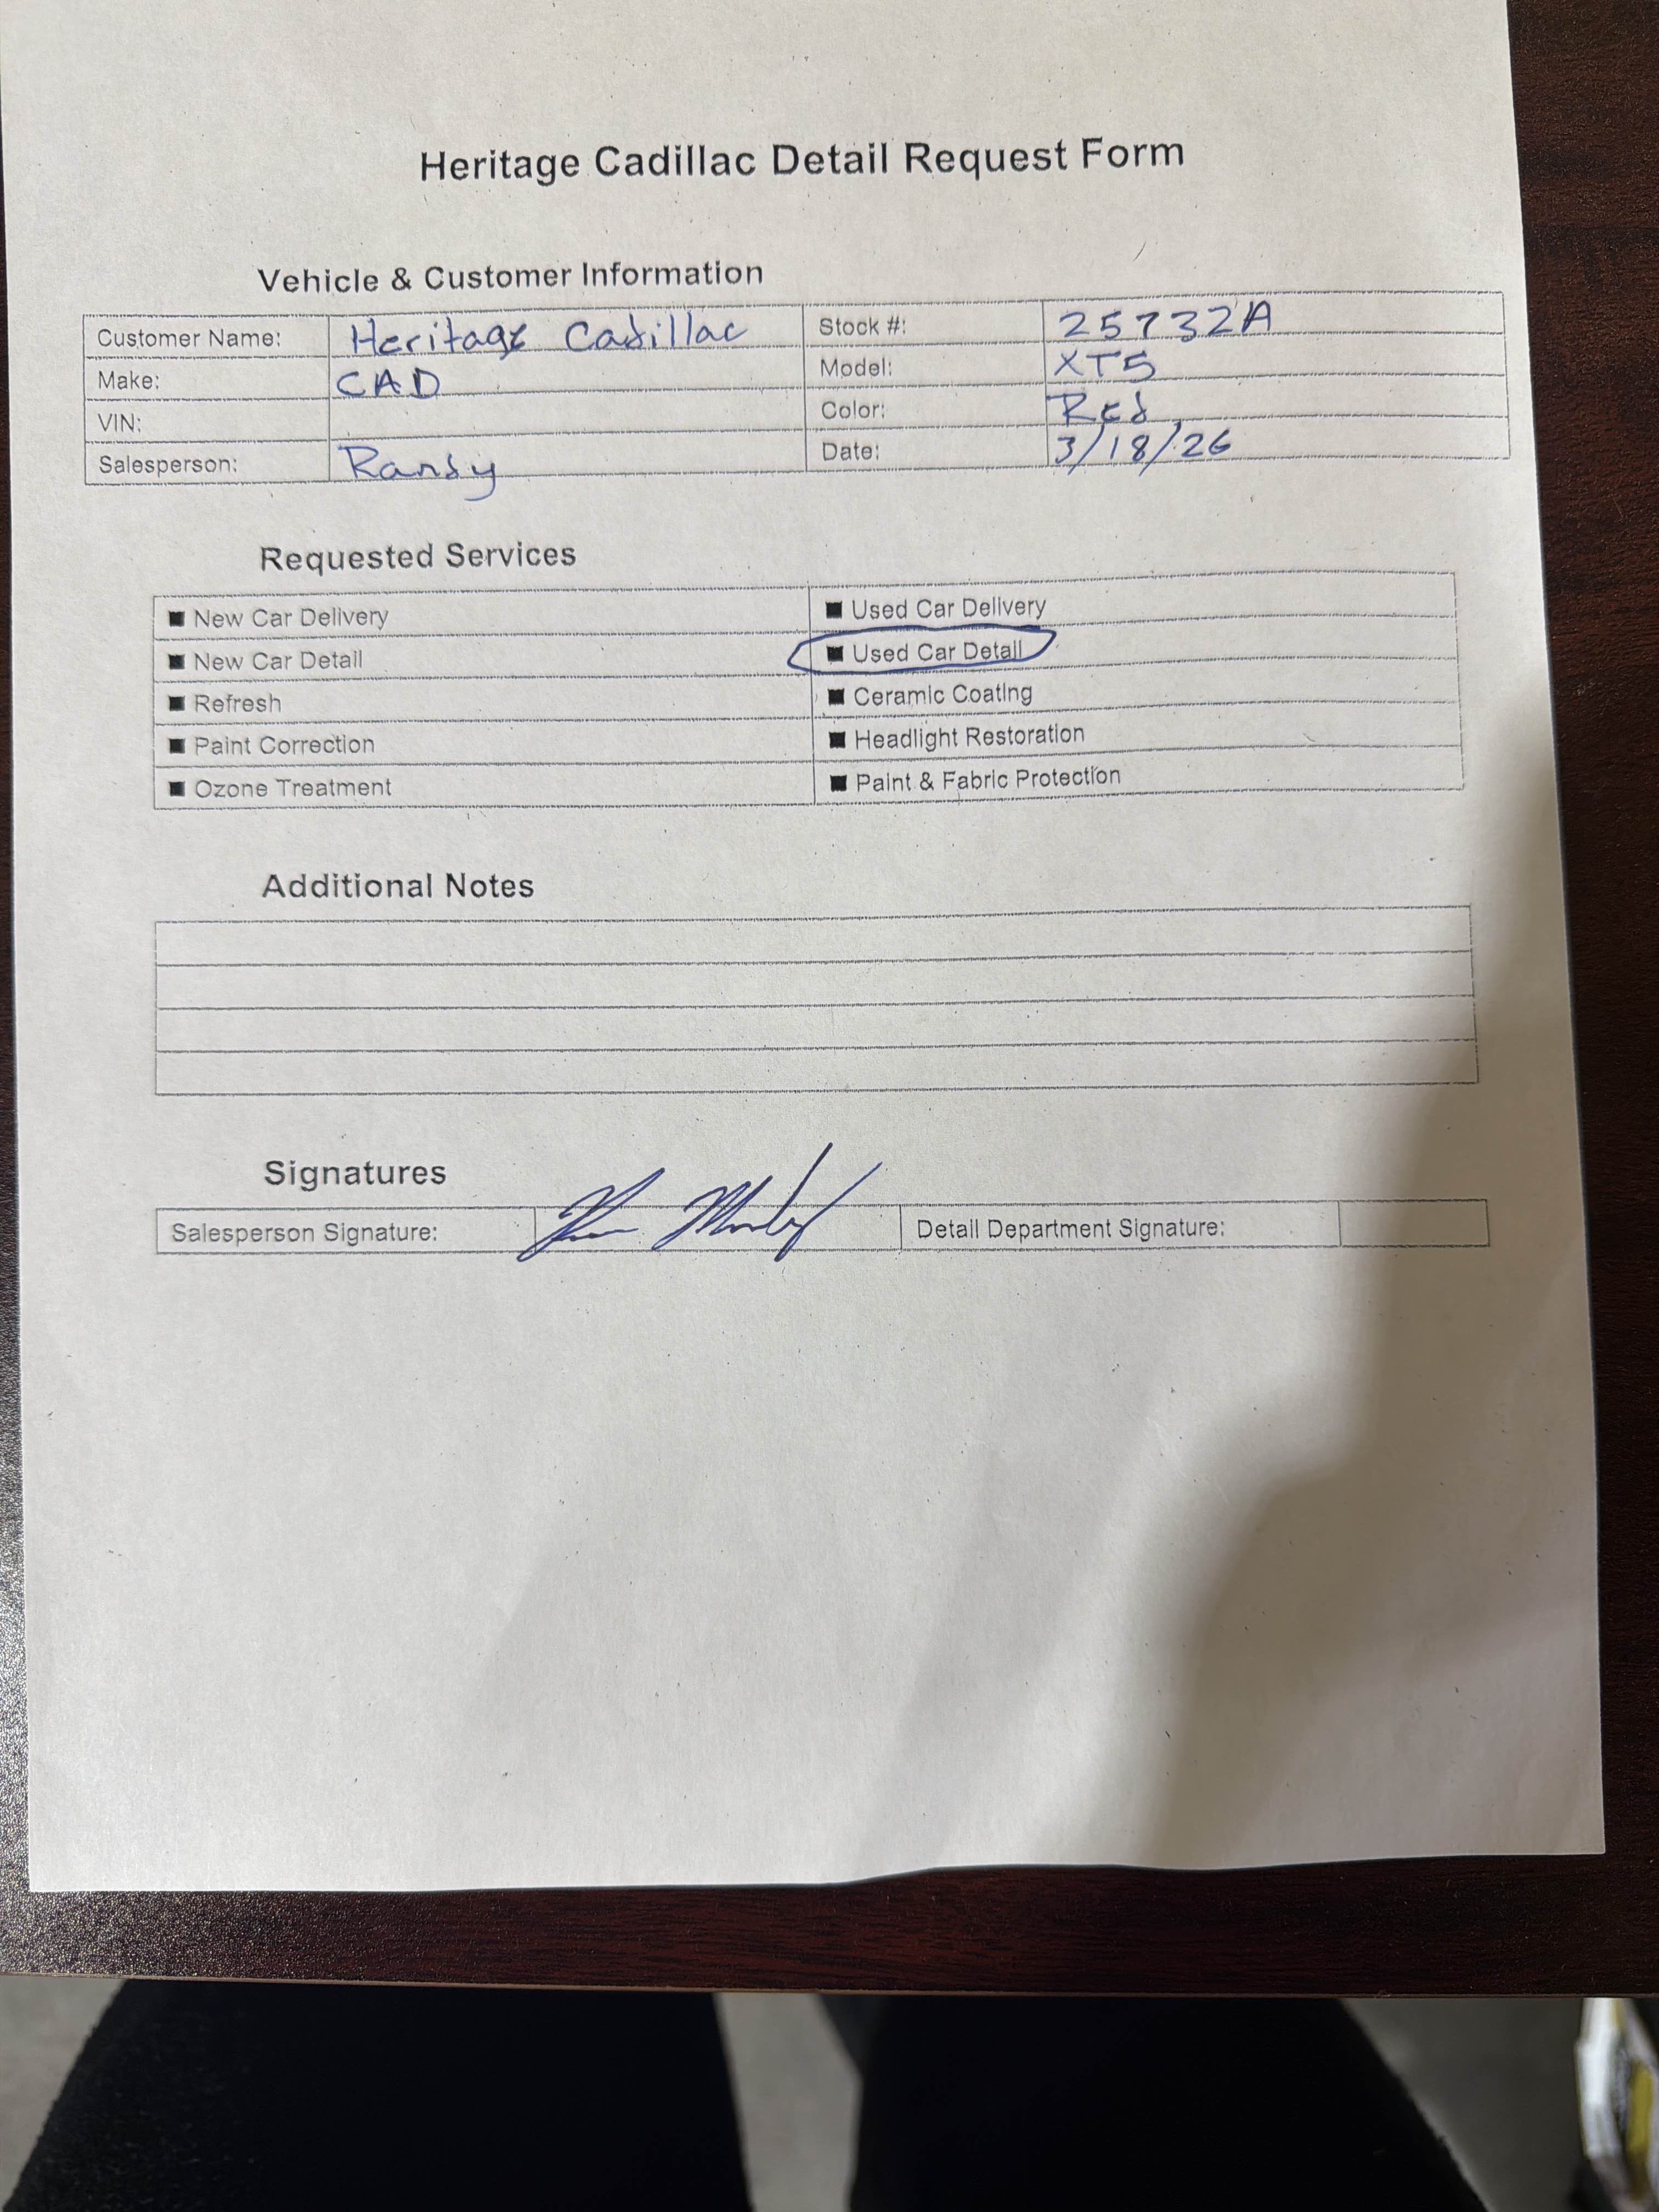 Heritage Cadillac Detail Request Form
Vehicle & Customer Information
Customer Name: Heritage Cadillac Stock #: 25732A
Make: CAD Model: XT5
VIN: Color: Red
Salesperson: Randy Date: 3/18/26
Requested Services
■ New Car Delivery ■ Used Car Delivery
■ New Car Detail ■ Used Car Detail
■ Refresh ■ Ceramic Coating
■ Paint Correction ■ Headlight Restoration
■ Ozone Treatment ■ Paint & Fabric Protection
Additional Notes
Signatures
Salesperson Signature: Detail Department Signature: